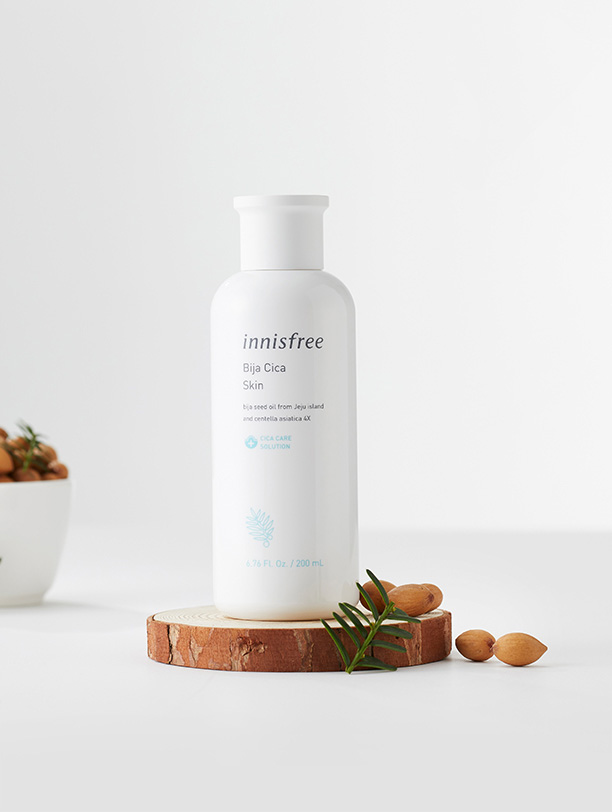 innisfree
Bija Cica
Skin
bija seed oil from Jeju island
and centella asiatica 4X
CICA CARE
SOLUTION
6.76 Fl. Oz. / 200 mL